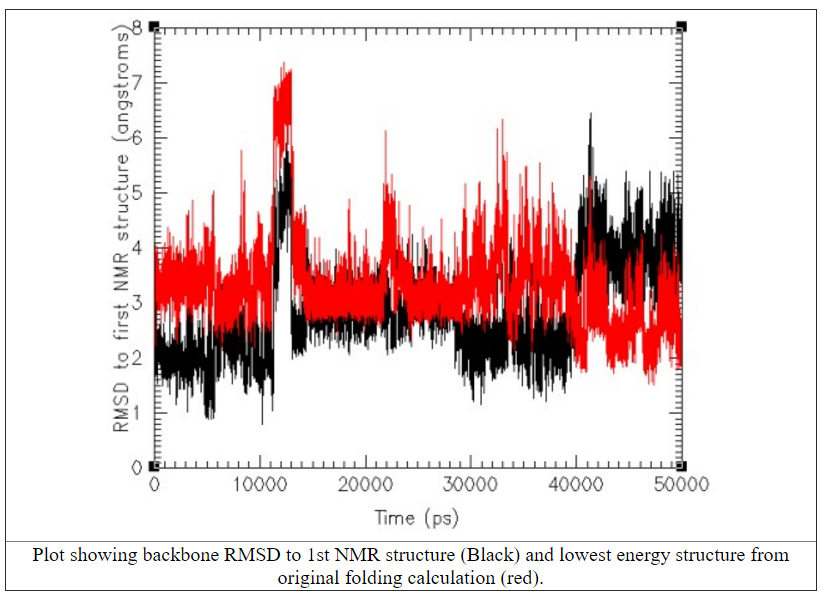 RMSD to first NMR structure (angstroms)
8
7
6
5
4
3
2
1
0
0 10000 20000 30000 40000 50000
Time (ps)
Plot showing backbone RMSD to 1st NMR structure (Black) and lowest energy structure from
original folding calculation (red).